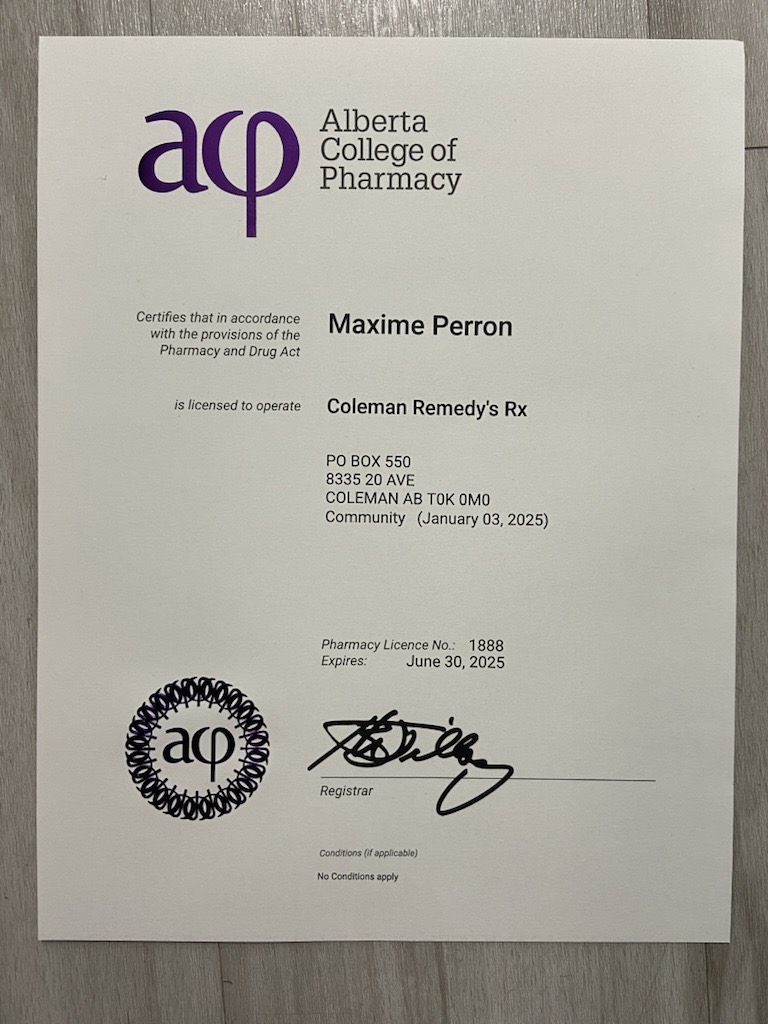 acp
Alberta
College of
Pharmacy
Certifies that in accordance
with the provisions of the
Pharmacy and Drug Act
Maxime Perron
is licensed to operate
Coleman Remedy's Rx
PO BOX 550
8335 20 AVE
COLEMAN AB T0K 0M0
Community (January 03, 2025)
Pharmacy Licence No.: 1888
Expires: June 30, 2025
acp
Registrar
Conditions (if applicable)
No Conditions apply